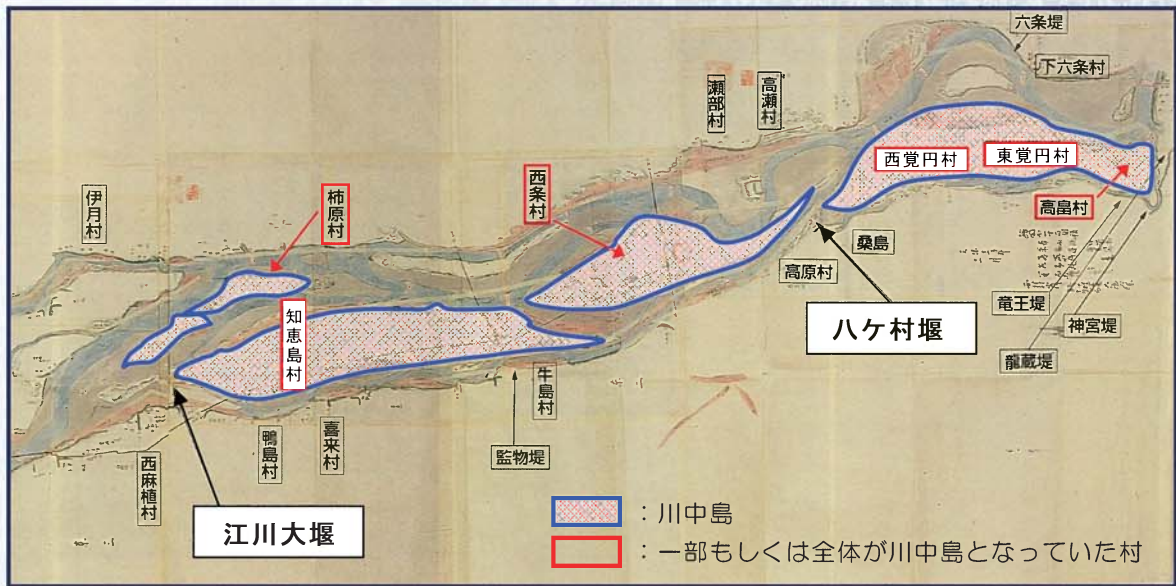 六条堤
下六条村
瀬部村
高瀬村
西覚円村
東覚円村
高畠村
伊月村
柿原村
西条村
桑島
高原村
竜王堤
神宮堤
龍蔵堤
八ケ村堰
知恵島村
牛島村
監物堤
喜来村
鴨島村
西麻植村
江川大堰
：川中島
：一部もしくは全体が川中島となっていた村